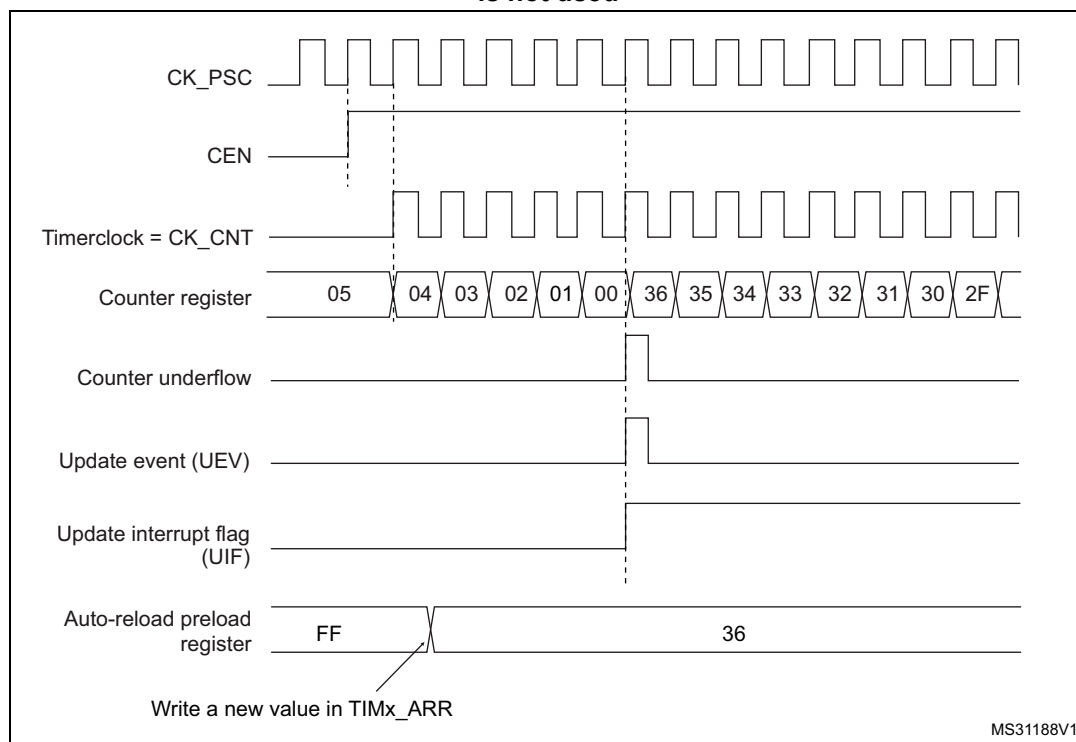 is not used
CK_PSC
CEN
Timerclock = CK_CNT
Counter register 05 04 03 02 01 00 36 35 34 33 32 31 30 2F
Counter underflow
Update event (UEV)
Update interrupt flag
(UIF)
Auto-reload preload
register
FF 36
Write a new value in TIMx_ARR
MS31188V1